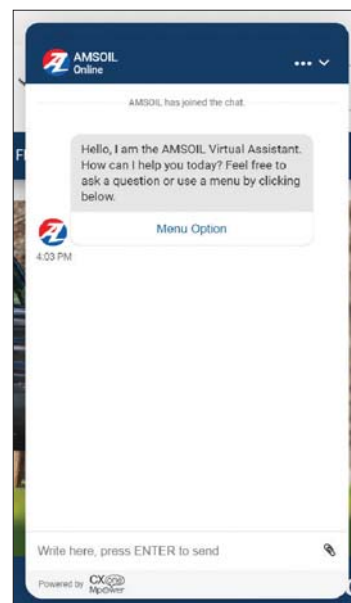 AMSOIL
Online
AMSOIL has joined the chat.
Hello, I am the AMSOIL Virtual Assistant.
How can I help you today? Feel free to
ask a question or use a menu by clicking
below.
Menu Option
4:03 PM
Write here, press ENTER to send
Powered by CXone
Mpower